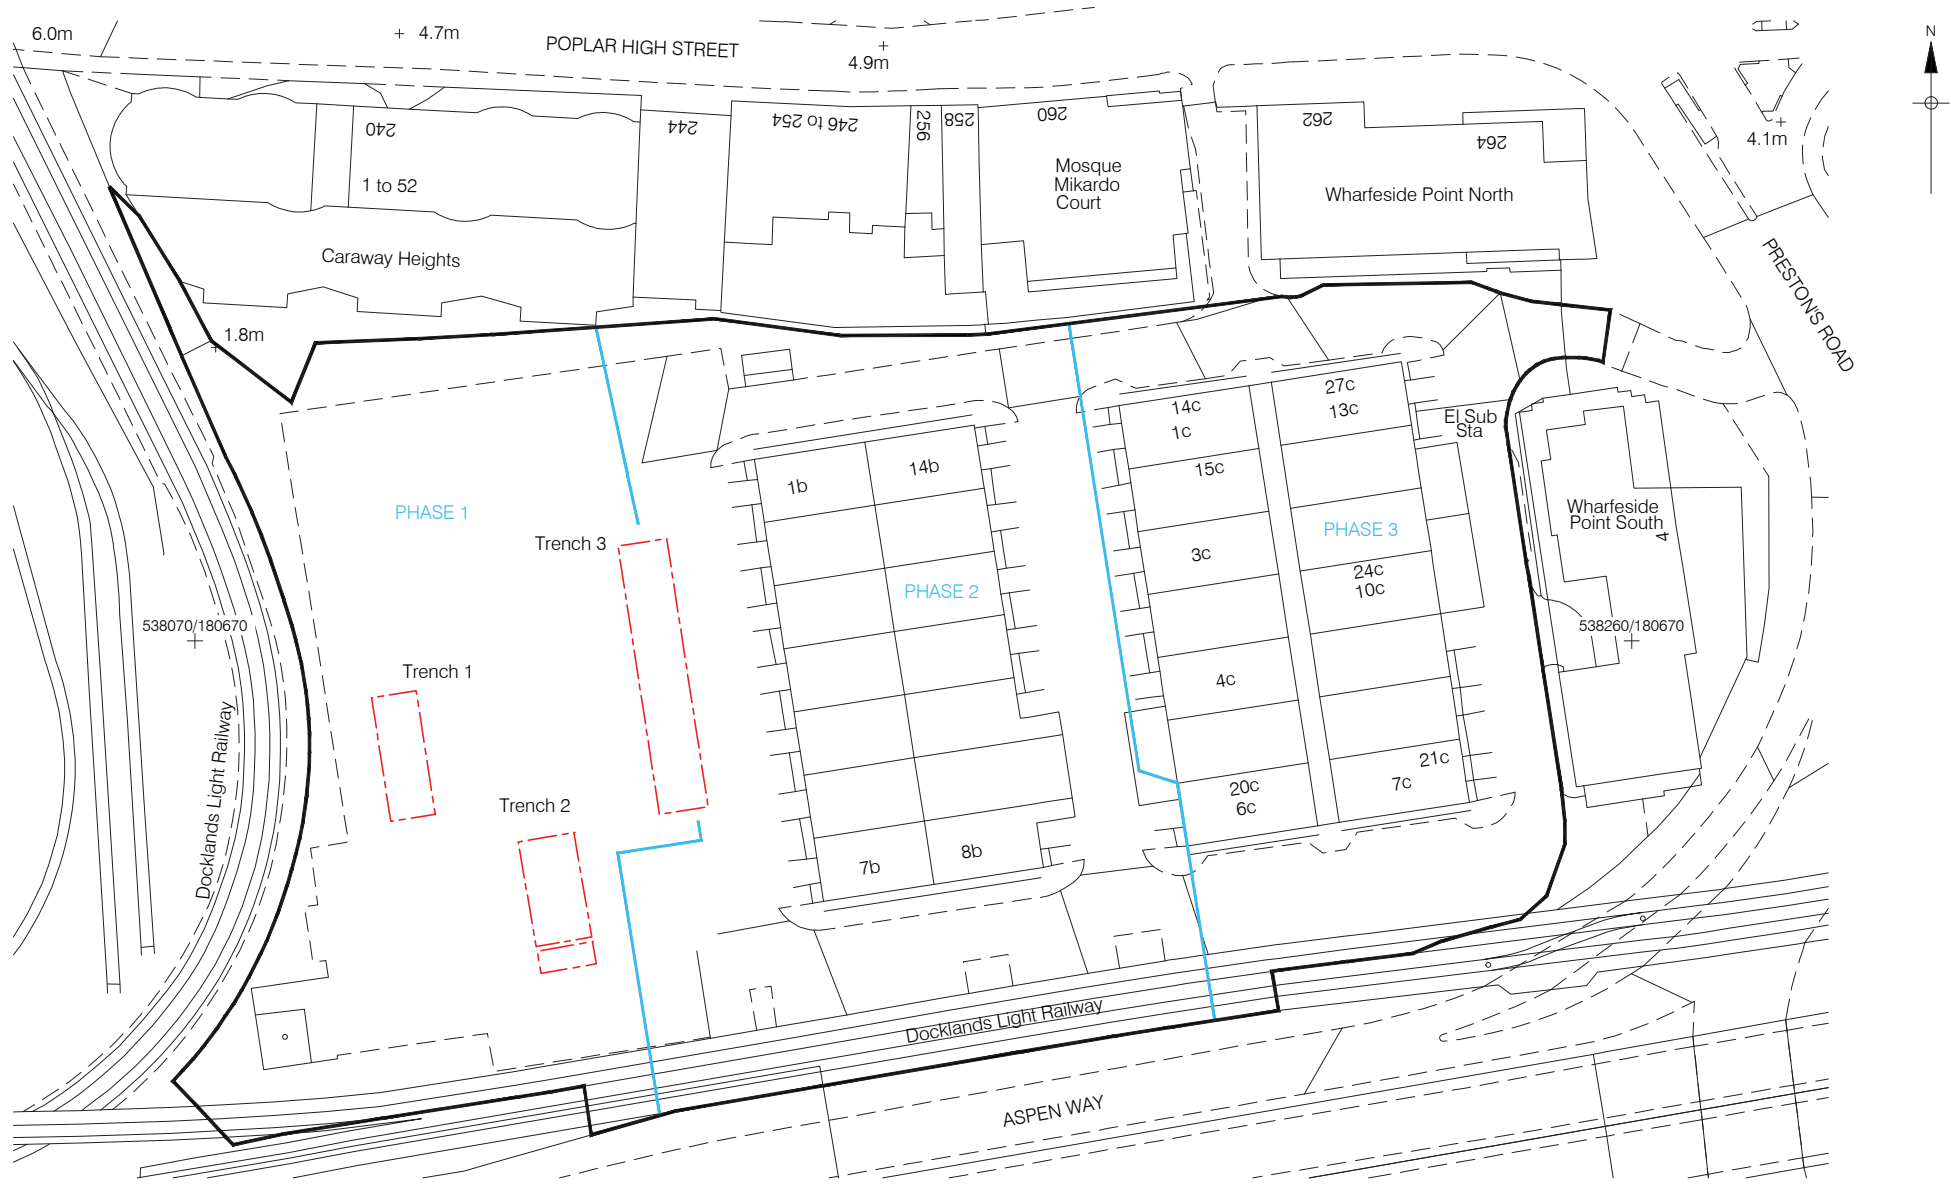 6.0m
4.7m
POPLAR HIGH STREET
4.9m
N
240
244
246 to 254
256
258
260
262
264
4.1m
1 to 52
Mosque
Mikardo
Court
Wharfeside Point North
Caraway Heights
PRESTON'S ROAD
1.8m
27c
14c
13c
1c
El Sub
Sta
15c
14b
1b
PHASE 1
Wharfeside
Point South
4
PHASE 3
Trench 3
3c
24c
10c
PHASE 2
538070/180670
538260/180670
Trench 1
4c
Docklands Light Railway
21c
7c
20c
6c
Trench 2
8b
7b
Docklands Light Railway
ASPEN WAY